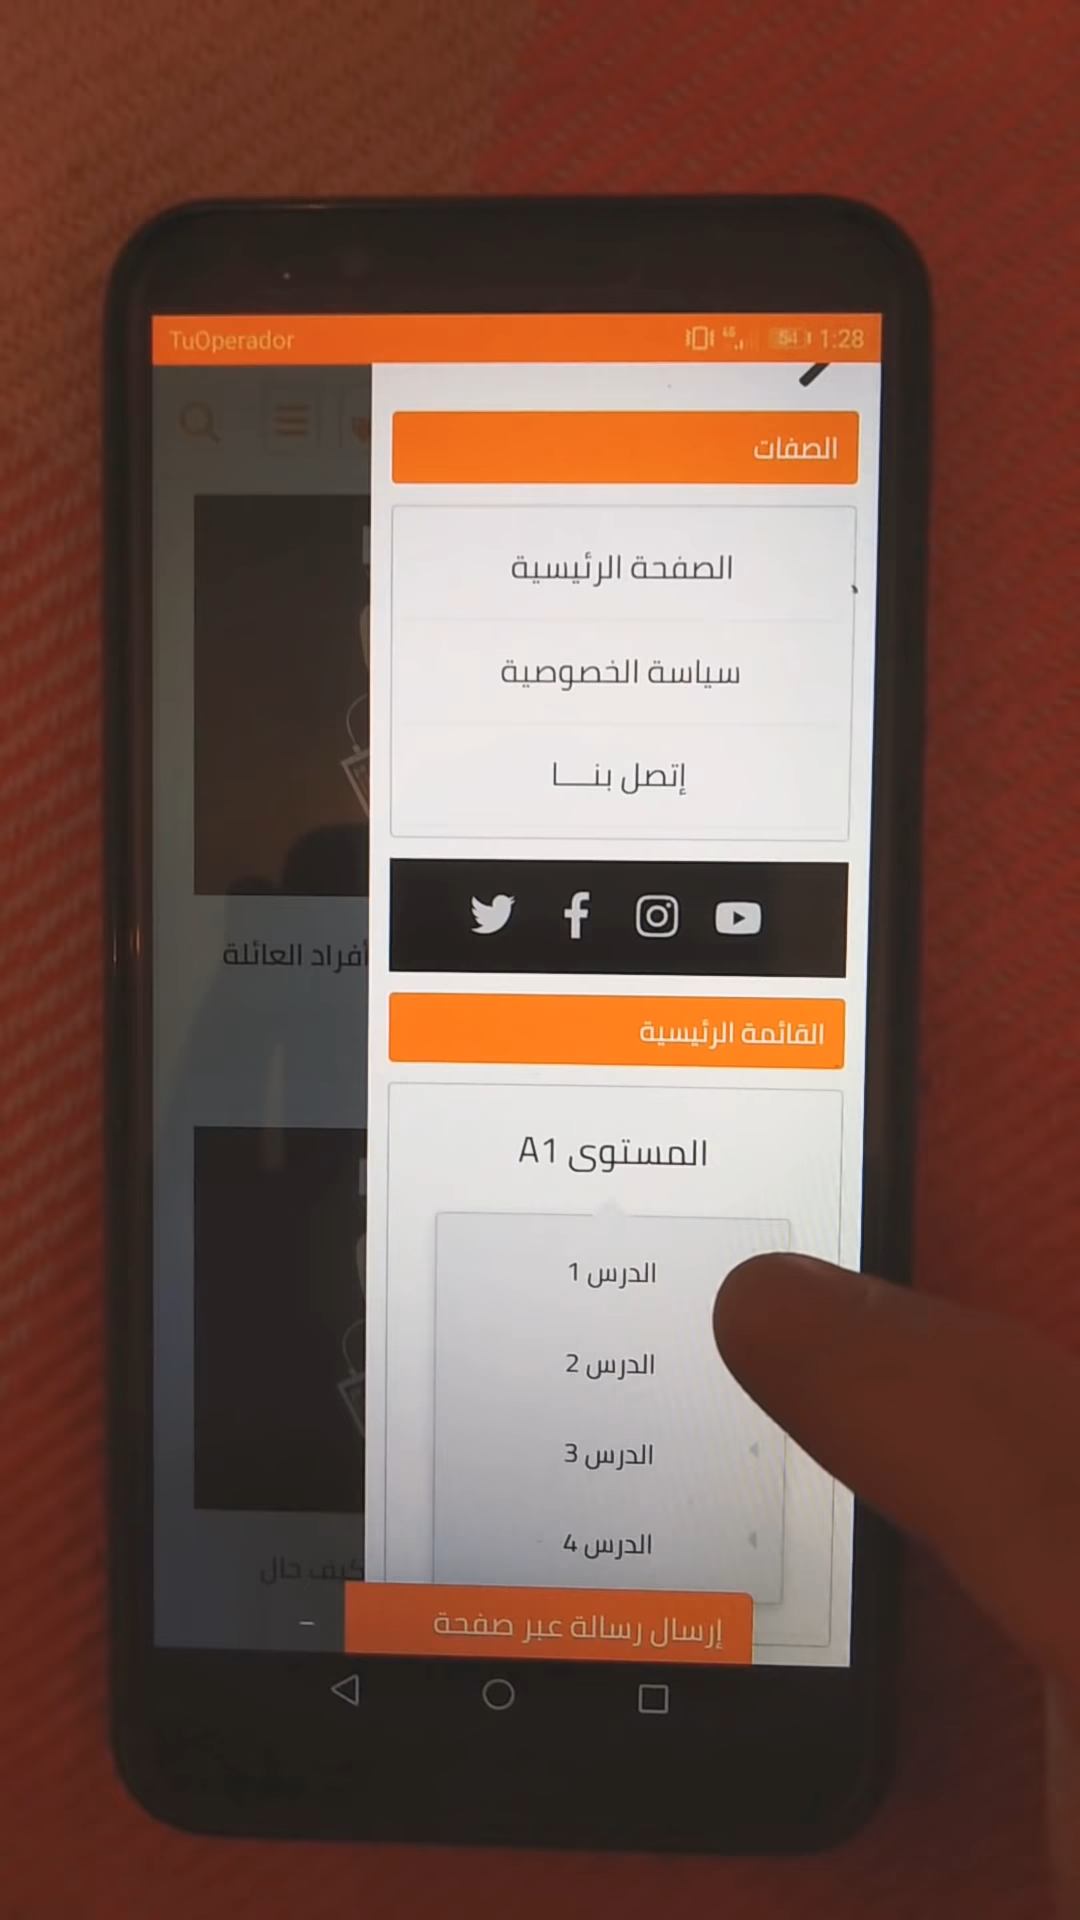 TuOperador
54 1:28
الصفات
الصفحة الرئيسية
سياسة الخصوصية
إتصل بنـــا
أفراد العائلة
القائمة الرئيسية
المستوى A1
الدرس 1
الدرس 2
الدرس 3
الدرس 4
كيف حال
إرسال رسالة عبر صفحة